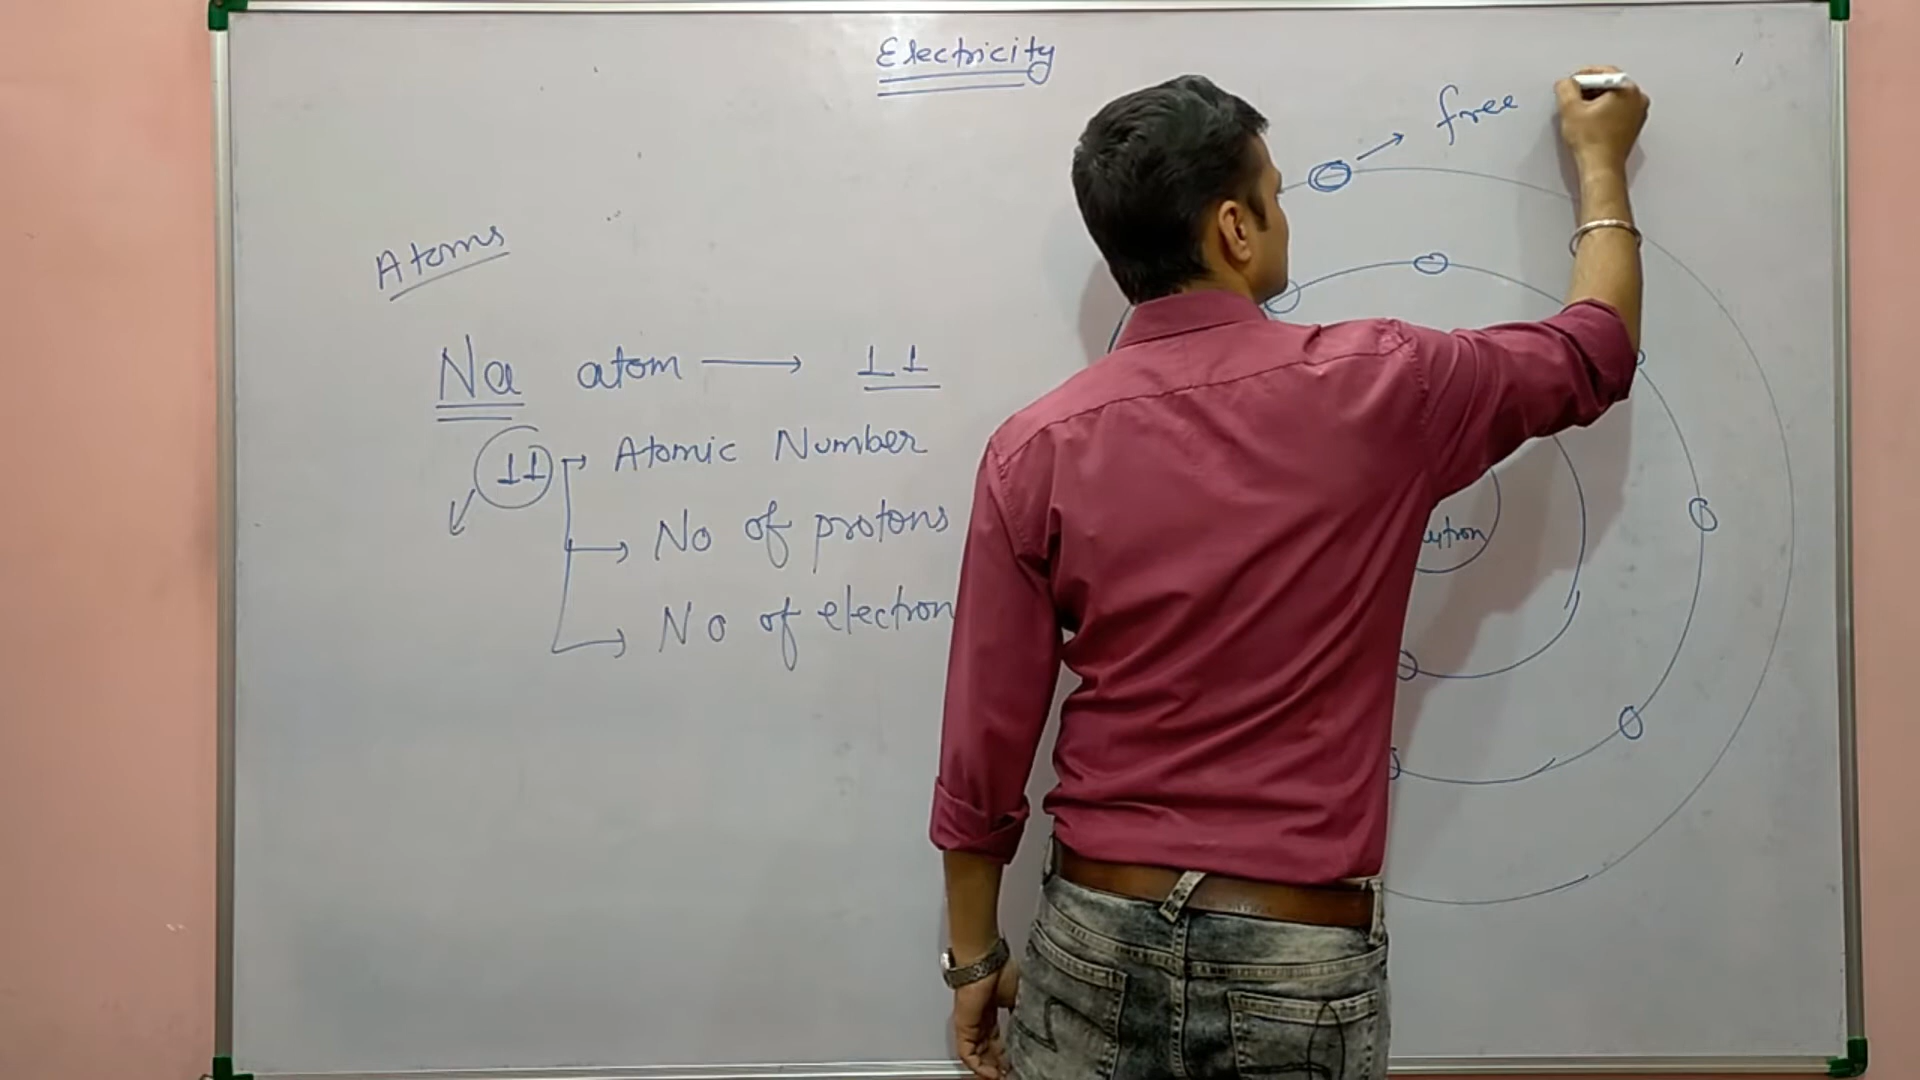 Electricity
free
Atoms
Na atom → 11
11 → Atomic Number
→ No of protons
→ No of electron